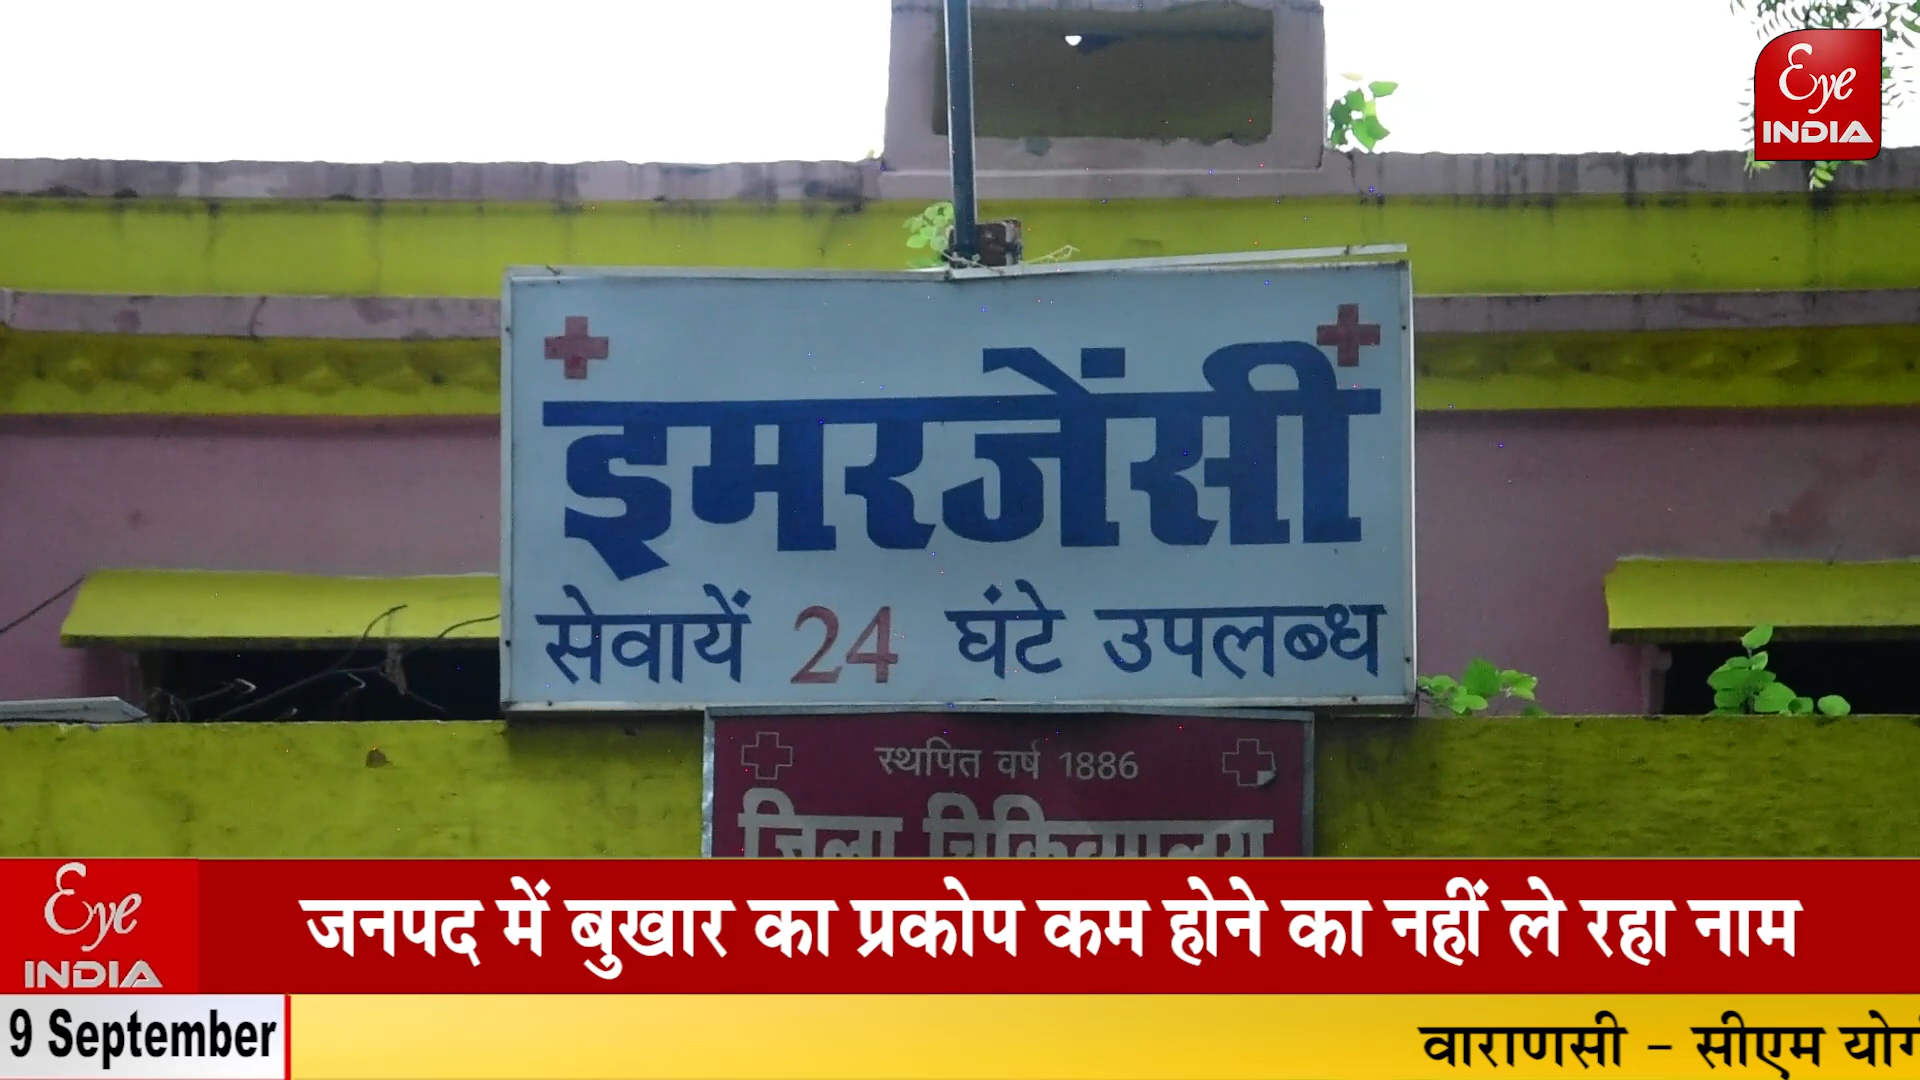 Eye
INDIA
इमरजेंसी
सेवायें 24 घंटे उपलब्ध
स्थपित वर्ष 1886
जिला चिकित्सालय
Eye
INDIA
जनपद में बुखार का प्रकोप कम होने का नहीं ले रहा नाम
9 September
वाराणसी - सीएम